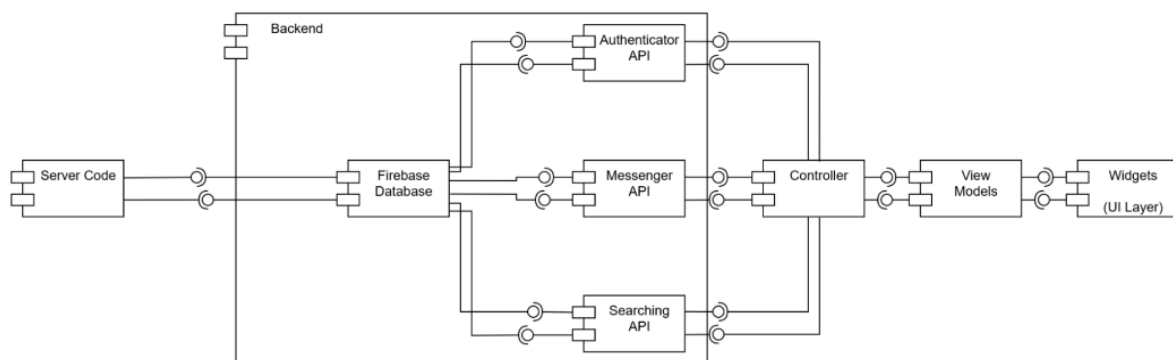 Backend
Authenticator
API
Server Code
Firebase
Database
Messenger
API
Controller
View
Models
Widgets
(UI Layer)
Searching
API